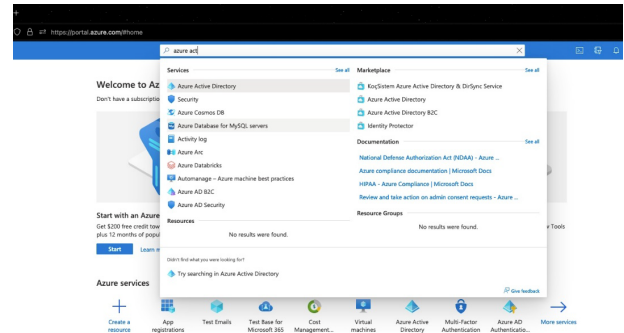 https://portal.azure.com/#home
azure act
Welcome to Az
Don't have a subscriptio
Services
See all
Azure Active Directory
Security
Azure Cosmos DB
Azure Database for MySQL servers
Activity log
Azure Arc
Azure Databricks
Automanage – Azure machine best practices
Azure AD B2C
Azure AD Security
Resources
No results were found.
Marketplace
See all
KoçSistem Azure Active Directory & DirSync Service
Azure Active Directory
Azure Active Directory B2C
Identity Protector
Documentation
See all
National Defense Authorization Act (NDAA) - Azure ...
Azure compliance documentation | Microsoft Docs
HIPAA - Azure Compliance | Microsoft Docs
Review and take action on admin consent requests - Azure ...
Resource Groups
No results were found.
Didn't find what you were looking for?
Try searching in Azure Active Directory
Give feedback
Start with an Azure
Get $200 free credit tow
plus 12 months of popul
Start
Learn m
Tools
Azure services
Create a
resource
App
registrations
Test Emails
Test Base for
Microsoft 365
Cost
Management...
Virtual
machines
Azure Active
Directory
Multi-Factor
Authentication
Azure AD
Authenticatio...
More services